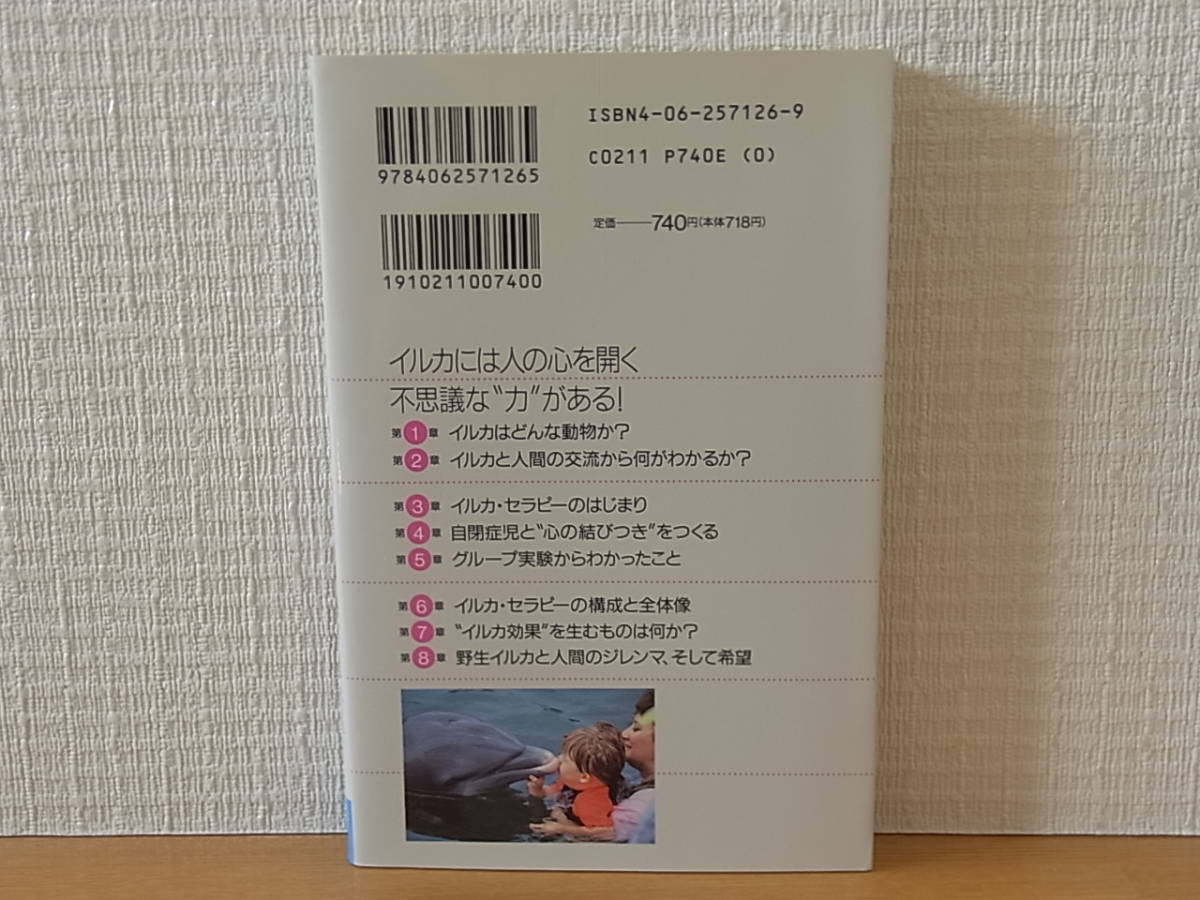 ISBN4-06-257126-9
9784062571265
C0211 P740E (0)
定価──740円(本体718円)
1910211007400
イルカには人の心を開く
不思議な〝力〟がある!
第1章 イルカはどんな動物か?
第2章 イルカと人間の交流から何がわかるか?
第3章 イルカ・セラピーのはじまり
第4章 自閉症児と〝心の結びつき〟をつくる
第5章 グループ実験からわかったこと
第6章 イルカ・セラピーの構成と全体像
第7章 〝イルカ効果〟を生むものは何か?
第8章 野生イルカと人間のジレンマ、そして希望